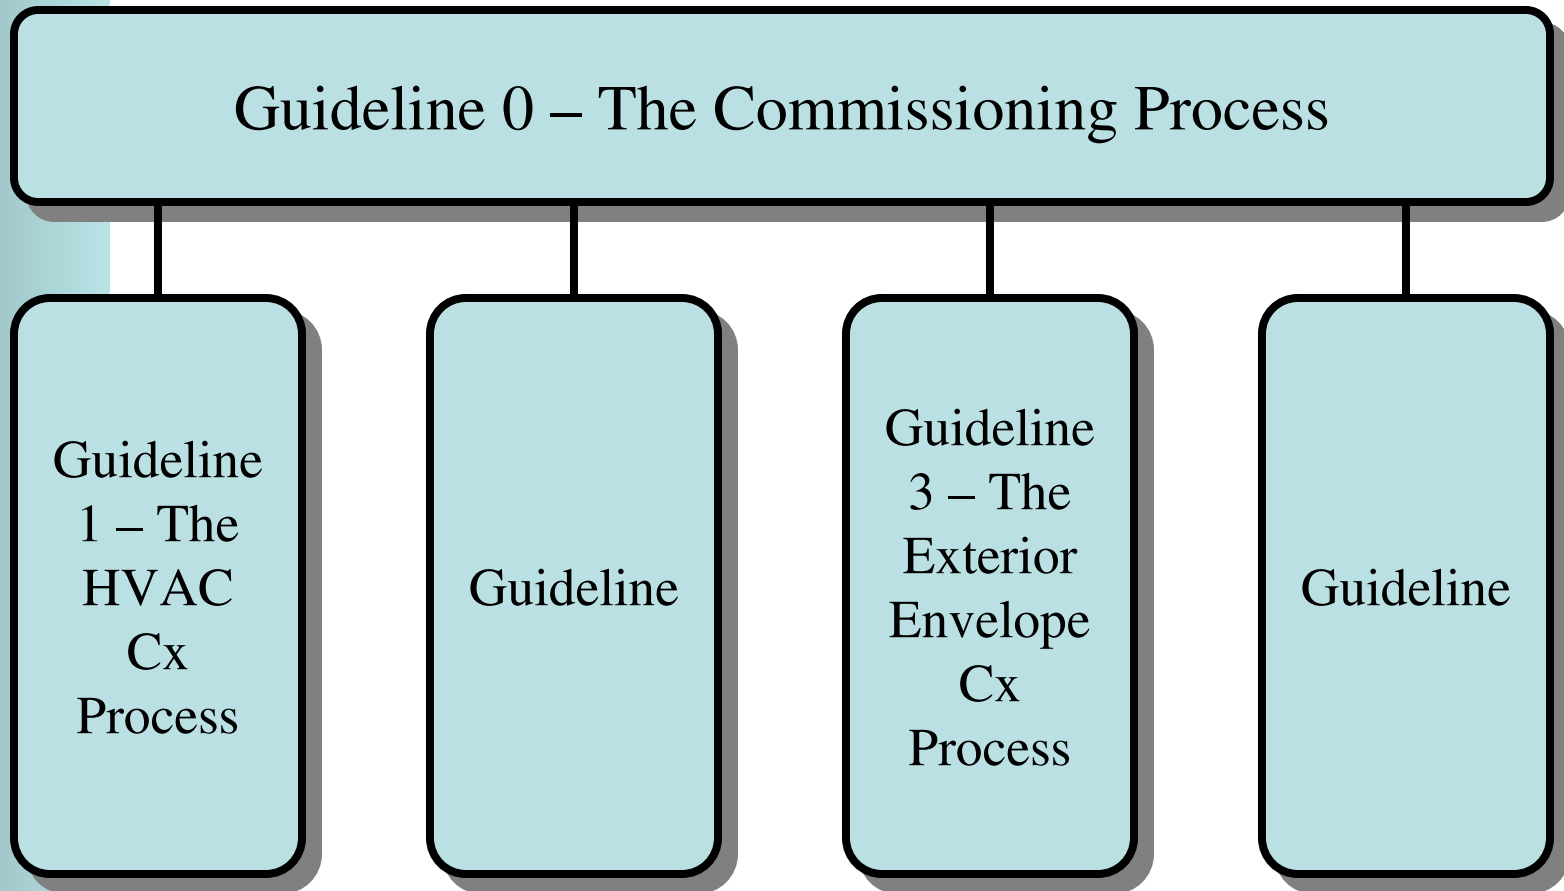 Guideline 0 – The Commissioning Process
Guideline
1 – The
HVAC
Cx
Process
Guideline
Guideline
3 – The
Exterior
Envelope
Cx
Process
Guideline